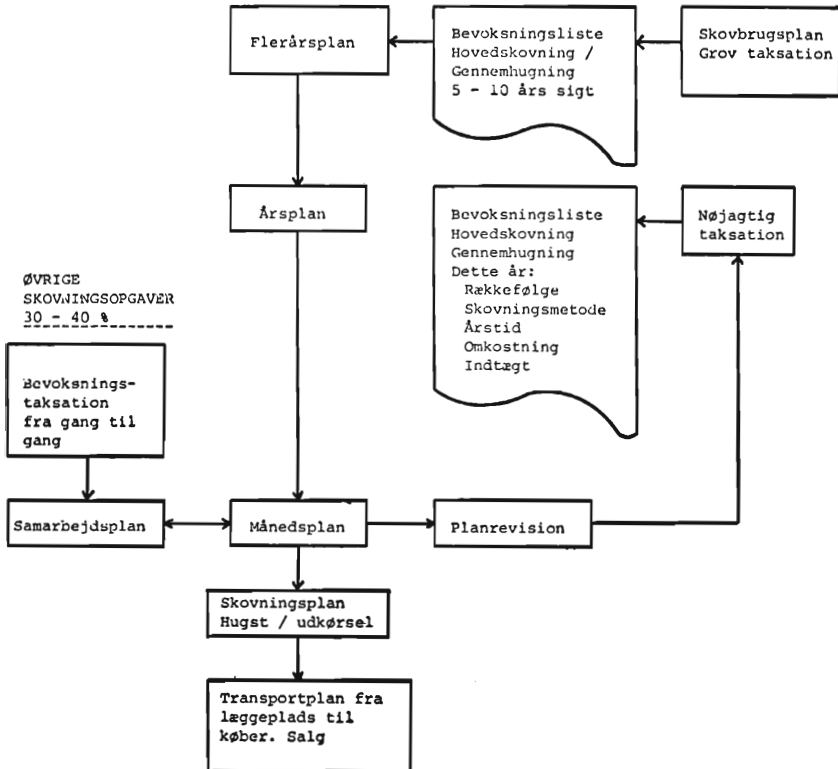 Flerårsplan
Bevoksningsliste
Hovedskovning /
Gennemhugning
5 - 10 års sigt
Skovbrugsplan
Grov taksation
Årsplan
Bevoksningsliste
Hovedskovning
Gennemhugning
Dette år:
Rækkefølge
Skovningsmetode
Årstid
Omkostning
Indtægt
Nøjagtig
taksation
ØVRIGE
SKOVNINGSOPGAVER
30 - 40 %
Bevoksnings-
taksation
fra gang til
gang
Samarbejdsplan
Månedsplan
Planrevision
Skovningsplan
Hugst / udkørsel
Transportplan fra
læggeplads til
køber. Salg